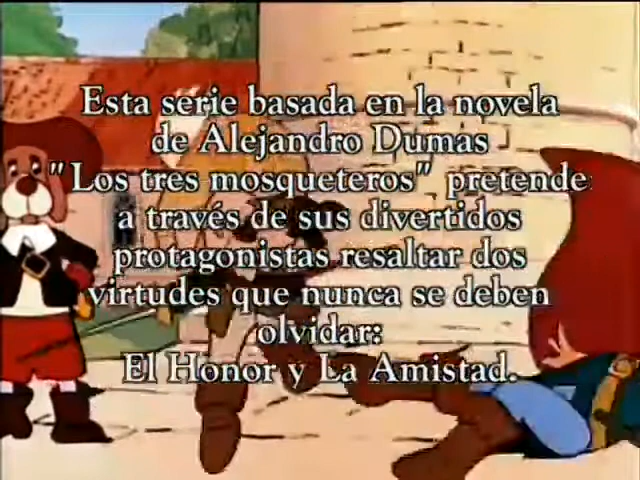 Esta serie basada en la novela
de Alejandro Dumas
"Los tres mosqueteros" pretende
a través de sus divertidos
protagonistas resaltar dos
virtudes que nunca se deben
olvidar:
El Honor y La Amistad.